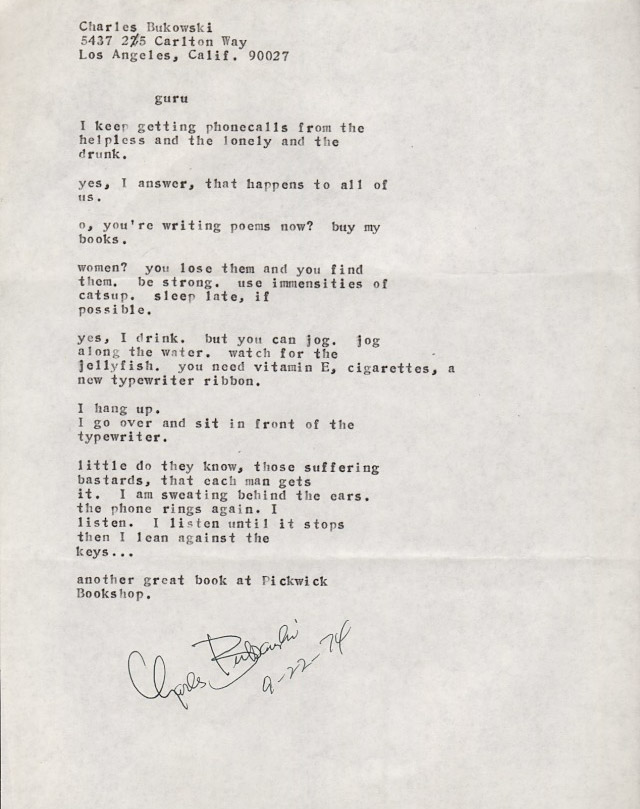 Charles Bukowski
5437 2/5 Carlton Way
Los Angeles, Calif. 90027
guru
I keep getting phonecalls from the
helpless and the lonely and the
drunk.
yes, I answer, that happens to all of
us.
o, you're writing poems now?  buy my
books.
women?  you lose them and you find
them.  be strong.  use immensities of
catsup.  sleep late, if
possible.
yes, I drink.  but you can jog.  jog
along the water.  watch for the
jellyfish.  you need vitamin E, cigarettes, a
new typewriter ribbon.
I hang up.
I go over and sit in front of the
typewriter.
little do they know, those suffering
bastards, that each man gets
it.  I am sweating behind the ears.
the phone rings again. I
listen.  I listen until it stops
then I lean against the
keys...
another great book at Pickwick
Bookshop.
Charles Bukowski
9-22-74